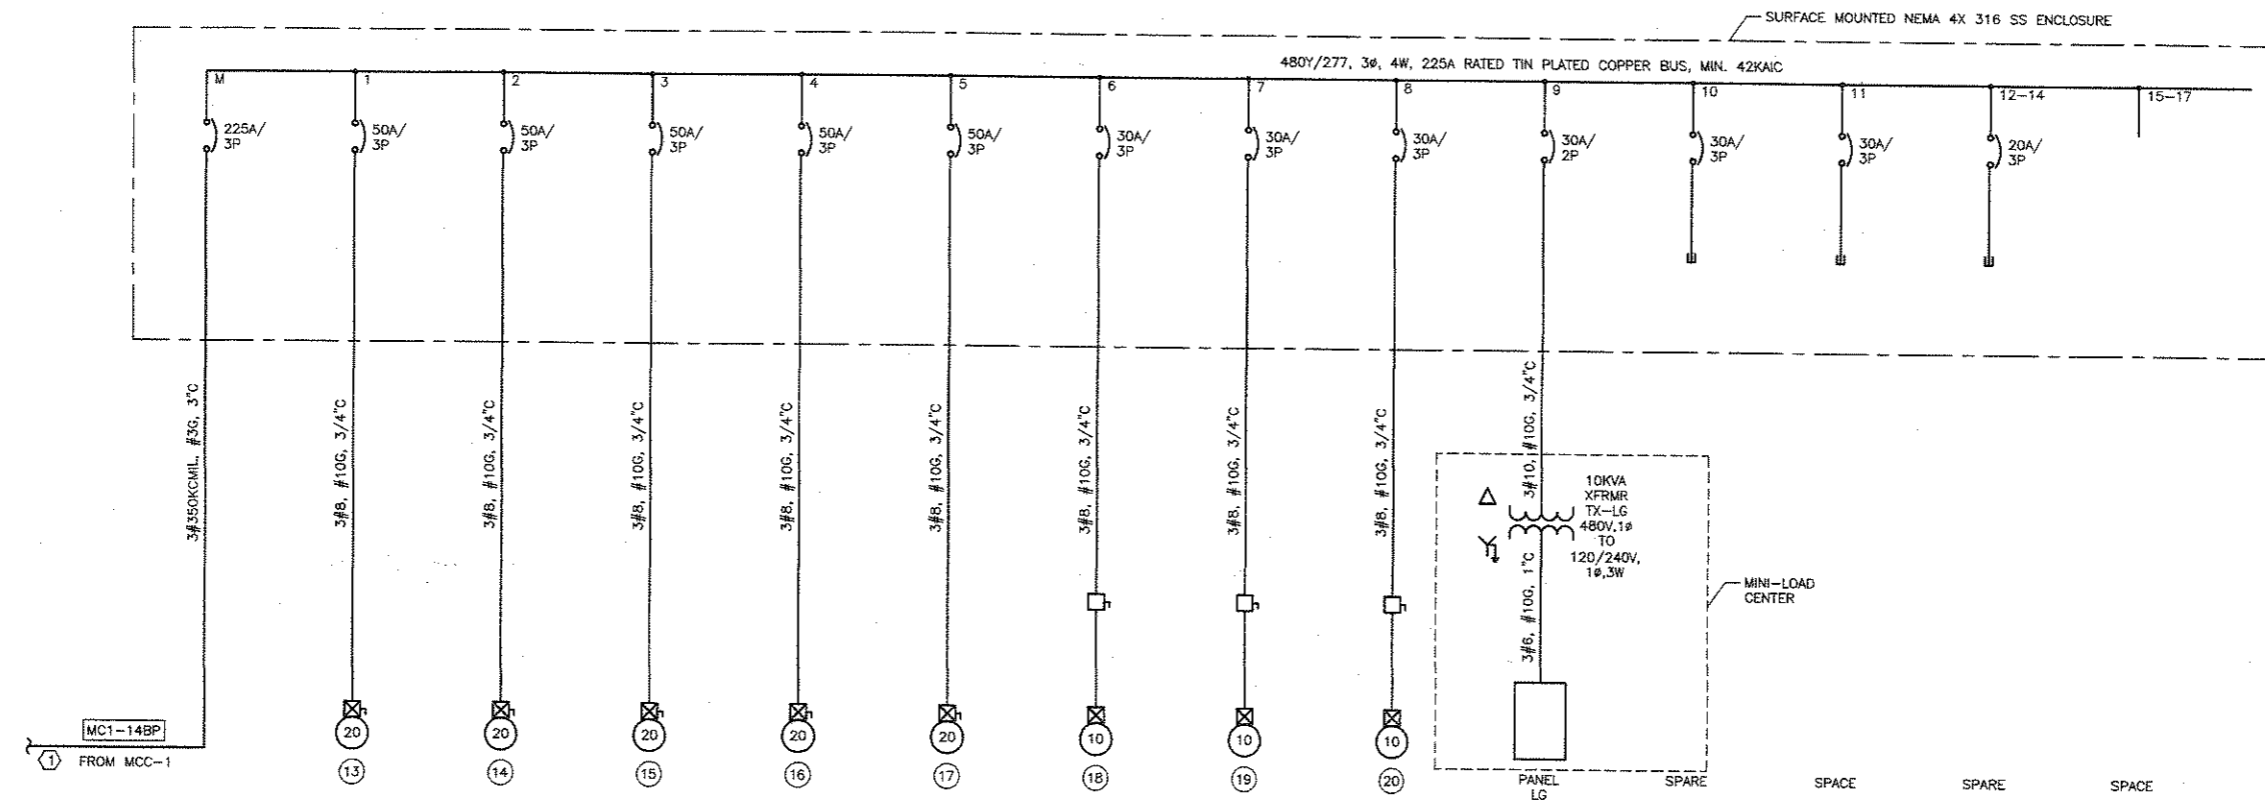 SURFACE MOUNTED NEMA 4X 316 SS ENCLOSURE
480Y/277, 3ø, 4W, 225A RATED TIN PLATED COPPER BUS, MIN. 42KAIC
M
1
2
3
4
5
6
7
8
9
10
11
12-14
15-17
225A/
3P
50A/
3P
50A/
3P
50A/
3P
50A/
3P
50A/
3P
30A/
3P
30A/
3P
30A/
3P
30A/
2P
30A/
3P
30A/
3P
20A/
3P
3#350KCMIL, #3G, 3"C
3#8, #10G, 3/4"C
3#8, #10G, 3/4"C
3#8, #10G, 3/4"C
3#8, #10G, 3/4"C
3#8, #10G, 3/4"C
3#8, #10G, 3/4"C
3#8, #10G, 3/4"C
3#8, #10G, 3/4"C
3#10, #10G, 3/4"C
10KVA
XFRMR
TX-LG
480V,1ø
TO
120/240V,
1ø,3W
3#6, #10G, 1"C
MINI-LOAD
CENTER
MC1-14BP
1 FROM MCC-1
20
20
20
20
20
10
10
10
13
14
15
16
17
18
19
20
PANEL
LG
SPARE
SPACE
SPARE
SPACE